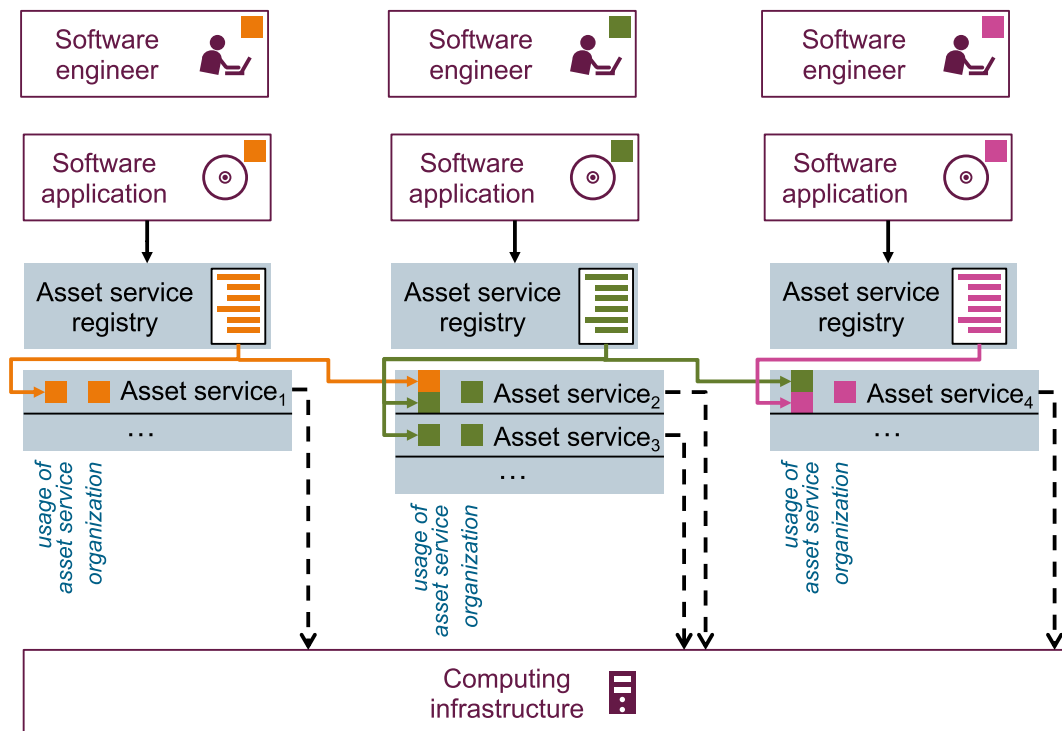 Software
engineer
Software
engineer
Software
engineer
Software
application
Software
application
Software
application
Asset service
registry
Asset service
registry
Asset service
registry
Asset service₁
...
Asset service₂
Asset service₃
...
Asset service₄
...
usage of
asset service
organization
usage of
asset service
organization
usage of
asset service
organization
Computing
infrastructure